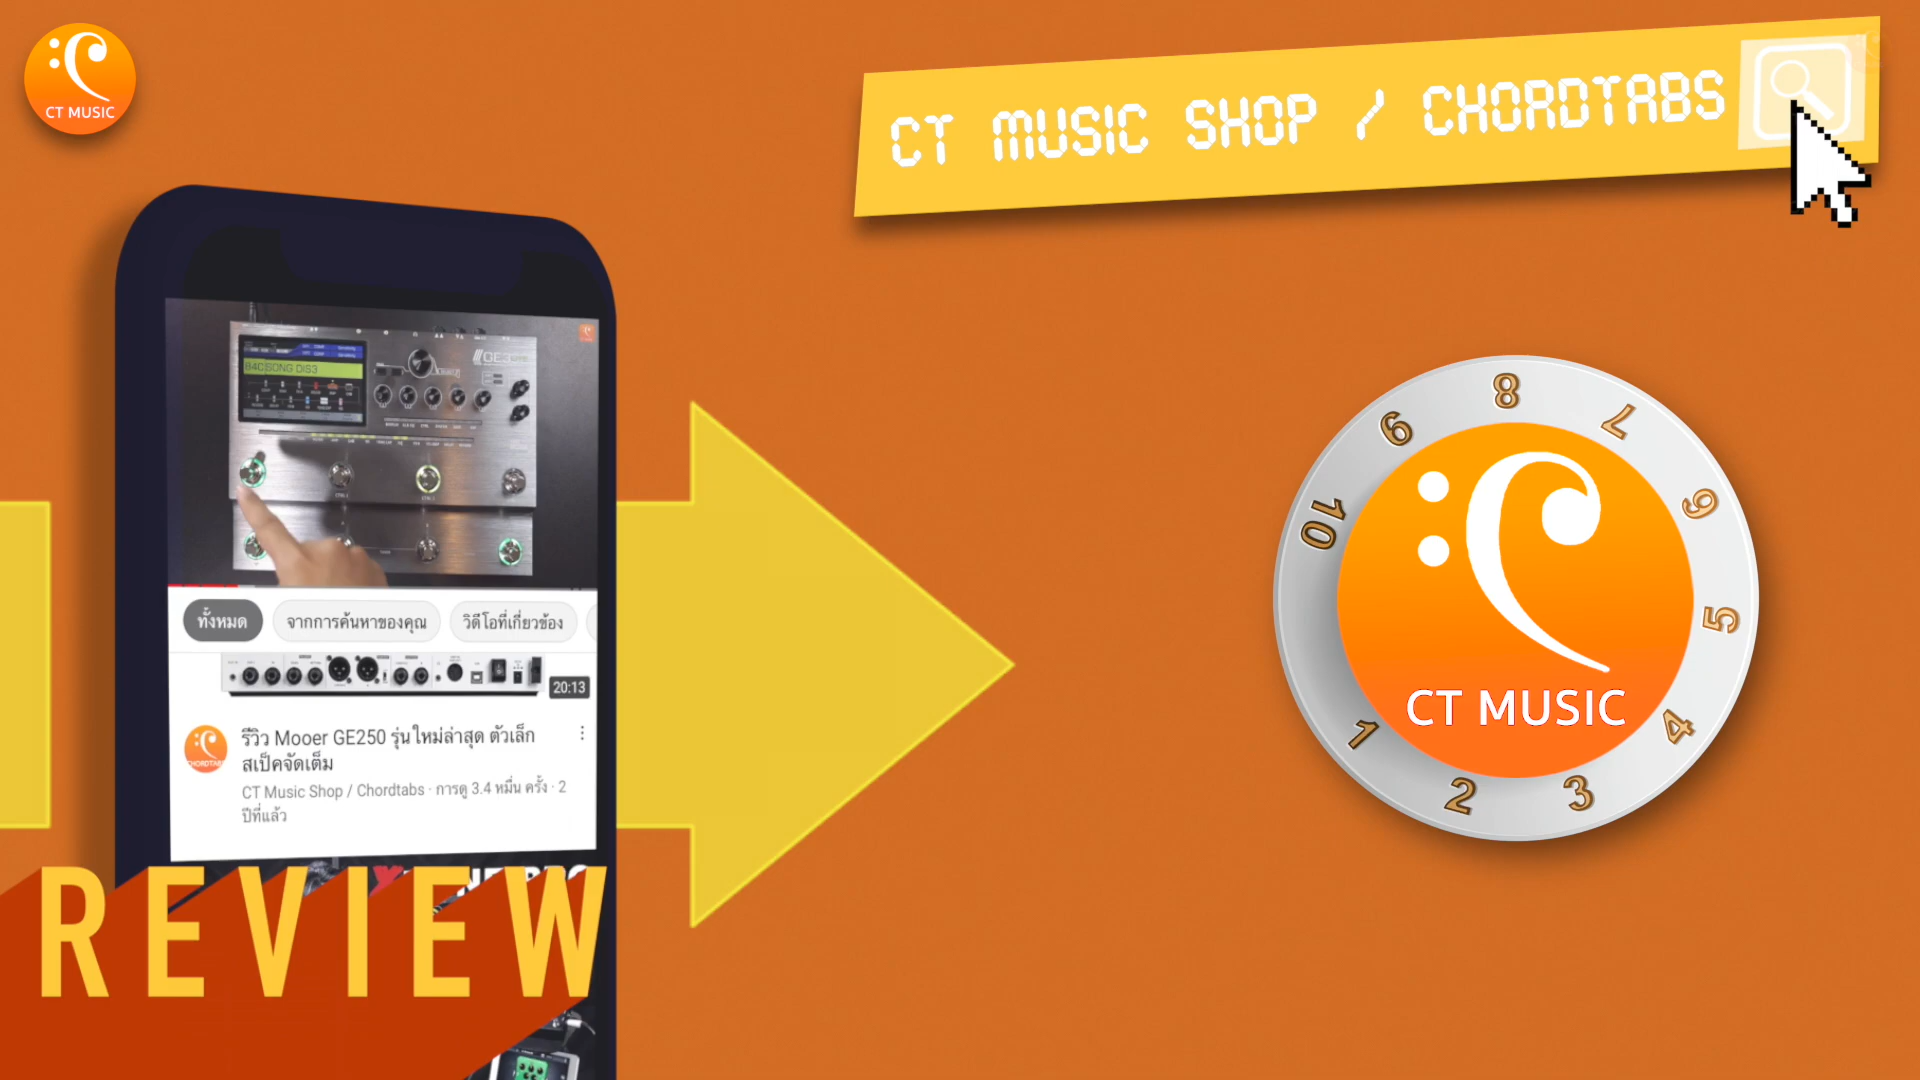 CT MUSIC
CT MUSIC SHOP / CHORDTABS
B4C|SONG DIS3
ทั้งหมด
จากการค้นหาของคุณ
วิดีโอที่เกี่ยวข้อง
20:13
รีวิว Mooer GE250 รุ่นใหม่ล่าสุด ตัวเล็ก
สเป็คจัดเต็ม
CT Music Shop / Chordtabs · การดู 3.4 หมื่น ครั้ง · 2
ปีที่แล้ว
CHORDTABS
REVIEW
1 2 3 4 5 6 7 8 9 10
CT MUSIC